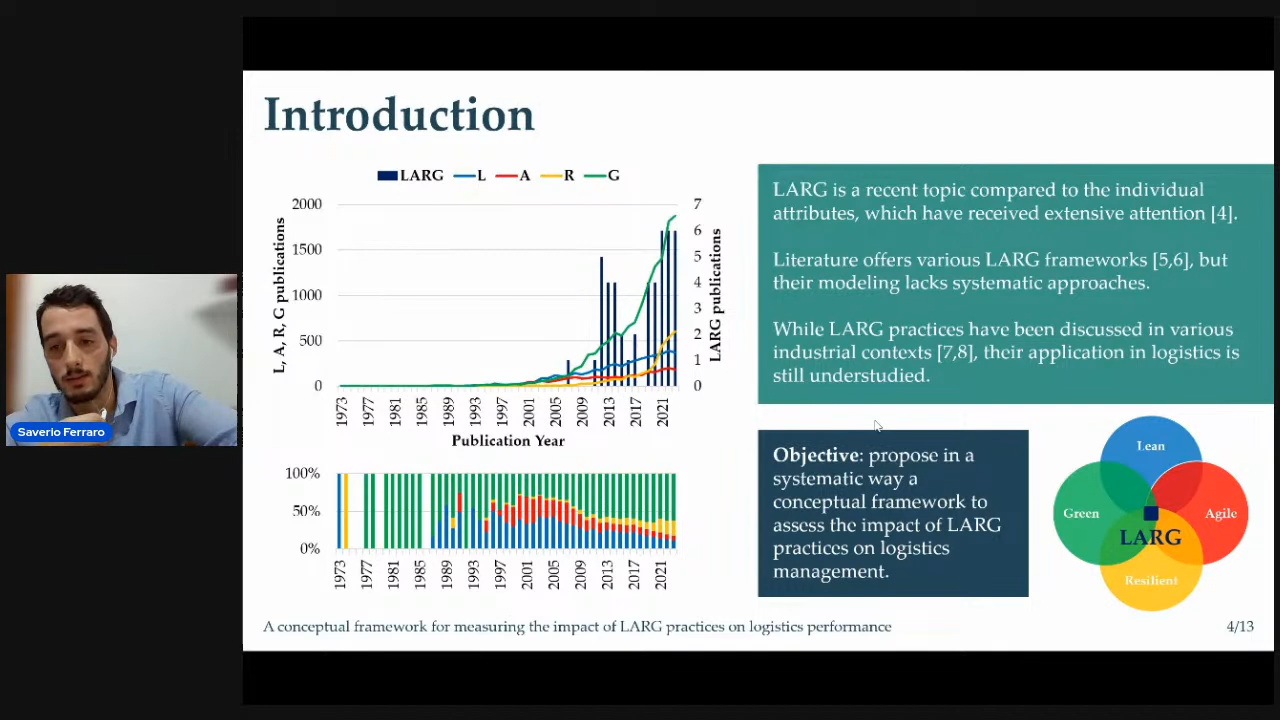 Introduction
LARG L A R G
L, A, R, G publications
2000
1500
1000
500
0
7
6
5
4
3
2
1
0
LARG publications
1973 1977 1981 1985 1989 1993 1997 2001 2005 2009 2013 2017 2021
Publication Year
100%
50%
0%
1973 1977 1981 1985 1989 1993 1997 2001 2005 2009 2013 2017 2021
LARG is a recent topic compared to the individual
attributes, which have received extensive attention [4].
Literature offers various LARG frameworks [5,6], but
their modeling lacks systematic approaches.
While LARG practices have been discussed in various
industrial contexts [7,8], their application in logistics is
still understudied.
Objective: propose in a
systematic way a
conceptual framework to
assess the impact of LARG
practices on logistics
management.
Lean
Green
Agile
LARG
Resilient
A conceptual framework for measuring the impact of LARG practices on logistics performance
4/13
Saverio Ferraro